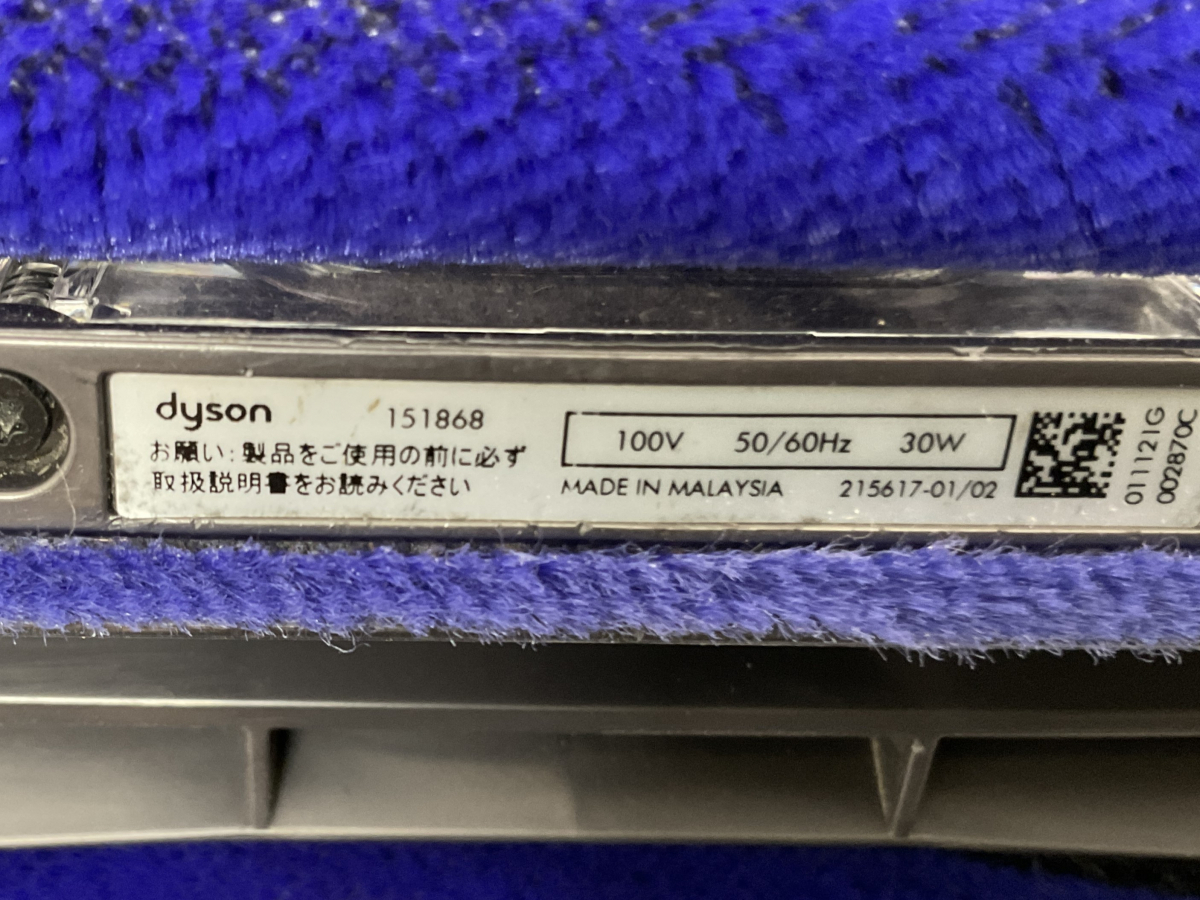 dyson 151868
お願い:製品をご使用の前に必ず
取扱説明書をお読みください
100V 50/60Hz 30W
MADE IN MALAYSIA 215617-01/02
011121G
002870C